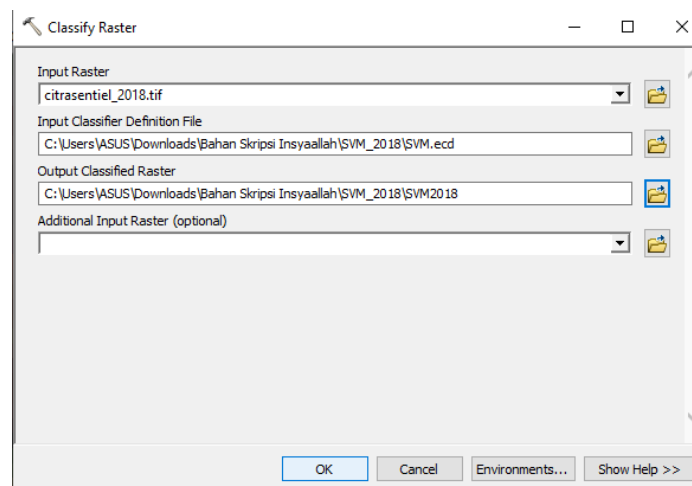 Classify Raster
Input Raster
citrasentiel_2018.tif
Input Classifier Definition File
C:\Users\ASUS\Downloads\Bahan Skripsi Insyaallah\SVM_2018\SVM.ecd
Output Classified Raster
C:\Users\ASUS\Downloads\Bahan Skripsi Insyaallah\SVM_2018\SVM2018
Additional Input Raster (optional)
OK Cancel Environments... Show Help >>